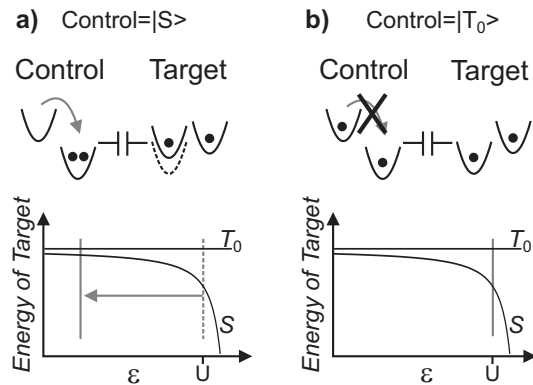 a) Control=|S>
b) Control=|T₀>
Control Target
Control Target
Energy of Target
T₀
S
ε
U
Energy of Target
T₀
S
ε
U